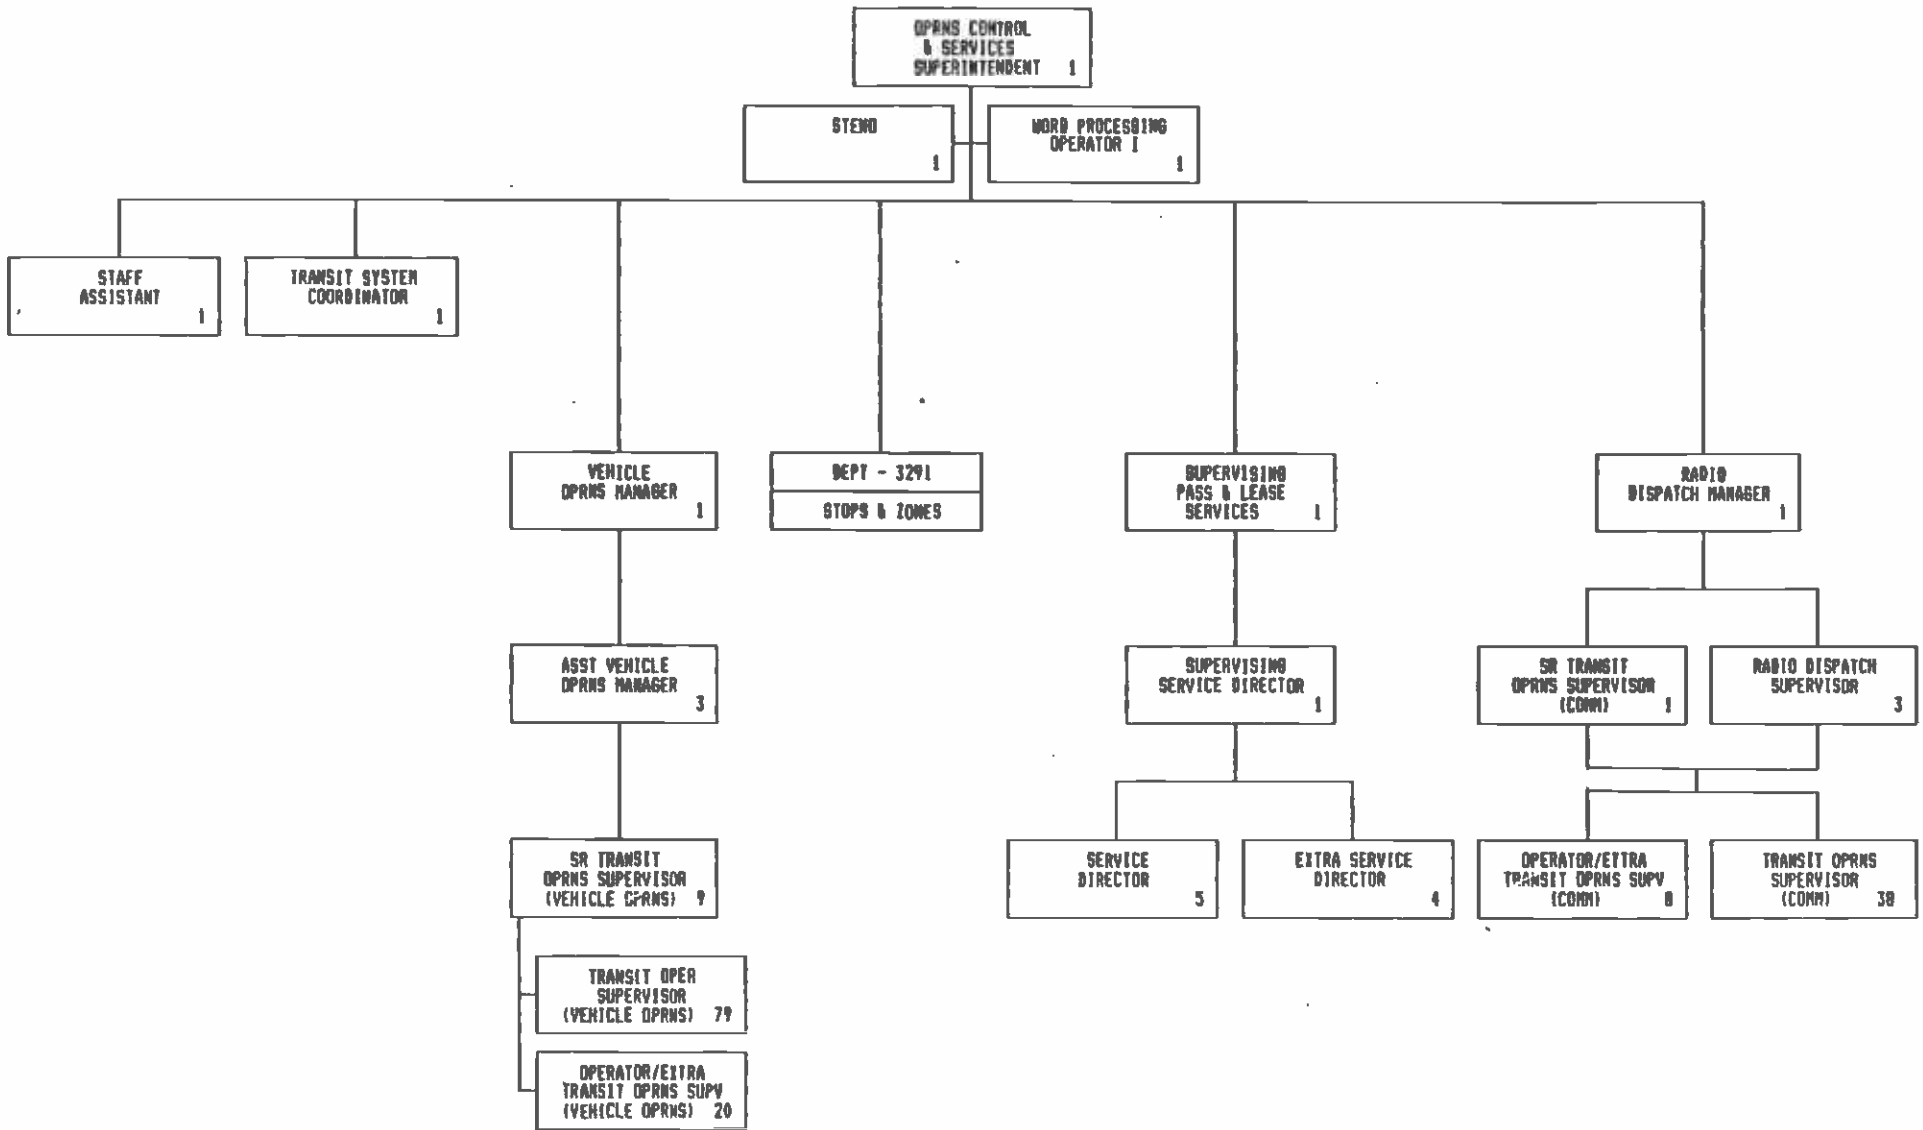 OPRNS CONTROL
& SERVICES
SUPERINTENDENT 1
STENO
1
WORD PROCESSING
OPERATOR I
1
STAFF
ASSISTANT
1
TRANSIT SYSTEM
COORDINATOR
1
VEHICLE
OPRNS MANAGER
1
DEPT - 3291
STOPS & ZONES
SUPERVISING
PASS & LEASE
SERVICES 1
RADIO
DISPATCH MANAGER
1
ASST VEHICLE
OPRNS MANAGER
3
SUPERVISING
SERVICE DIRECTOR
1
SR TRANSIT
OPRNS SUPERVISOR
(COMM) 1
RADIO DISPATCH
SUPERVISOR
3
SR TRANSIT
OPRNS SUPERVISOR
(VEHICLE OPRNS) 9
SERVICE
DIRECTOR
5
EXTRA SERVICE
DIRECTOR
4
OPERATOR/EXTRA
TRANSIT OPRNS SUPV
(COMM)
TRANSIT OPRNS
SUPERVISOR
(COMM)
TRANSIT OPER
SUPERVISOR
(VEHICLE OPRNS) 79
OPERATOR/EXTRA
TRANSIT OPRNS SUPV
(VEHICLE OPRNS) 20